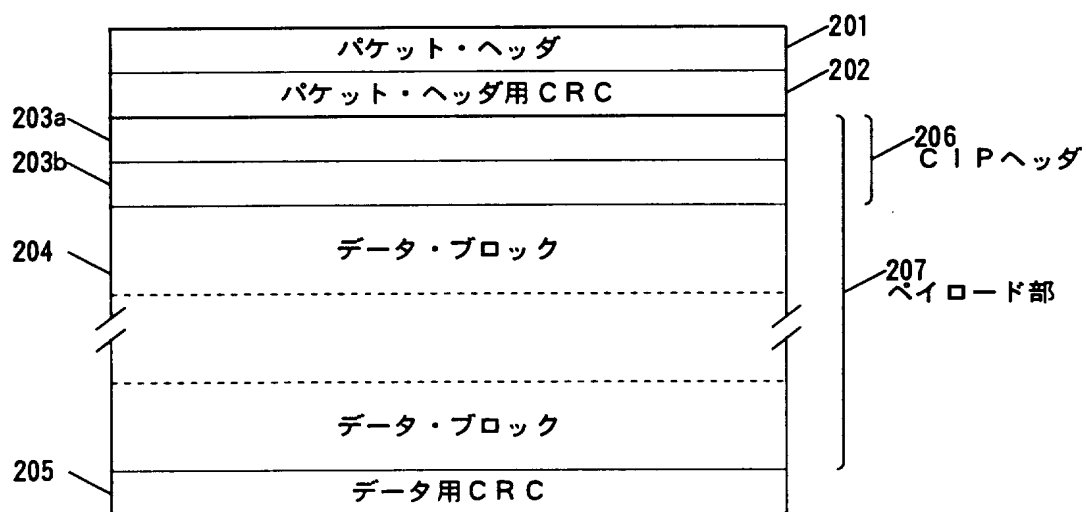 201
パケット・ヘッダ
202
パケット・ヘッダ用CRC
203a
206
CIPヘッダ
203b
204
データ・ブロック
207
ペイロード部
データ・ブロック
205
データ用CRC